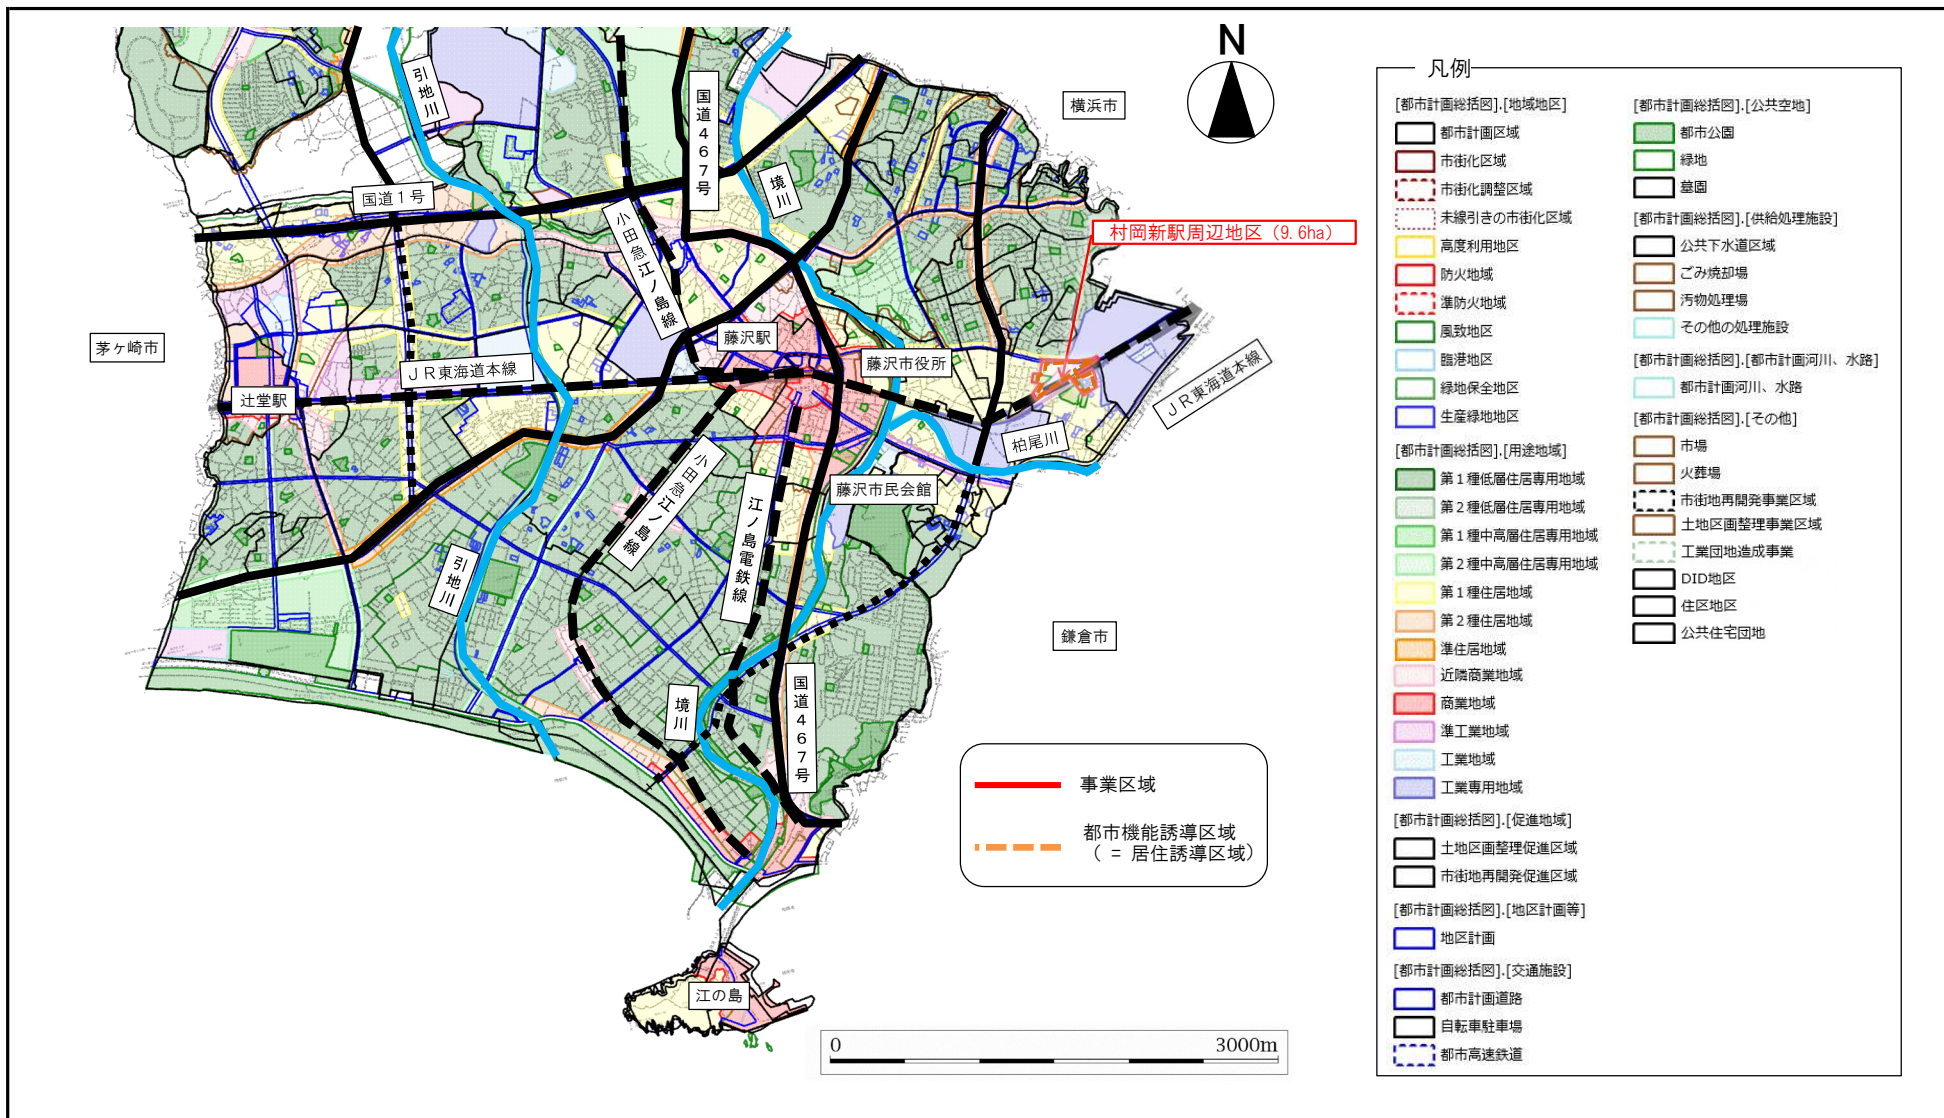 N
引地川
国道467号
横浜市
境川
国道1号
小田急江ノ島線
村岡新駅周辺地区(9.6ha)
茅ヶ崎市
藤沢駅
藤沢市役所
JR東海道本線
辻堂駅
JR東海道本線
柏尾川
小田急江ノ島線
江ノ島電鉄線
藤沢市民会館
引地川
鎌倉市
境川
国道467号
江の島
事業区域
都市機能誘導区域
( = 居住誘導区域)
0 3000m
凡例
[都市計画総括図].[地域地区]
都市計画区域
市街化区域
市街化調整区域
未線引きの市街化区域
高度利用地区
防火地域
準防火地域
風致地区
臨港地区
緑地保全地区
生産緑地地区
[都市計画総括図].[用途地域]
第1種低層住居専用地域
第2種低層住居専用地域
第1種中高層住居専用地域
第2種中高層住居専用地域
第1種住居地域
第2種住居地域
準住居地域
近隣商業地域
商業地域
準工業地域
工業地域
工業専用地域
[都市計画総括図].[促進地域]
土地区画整理促進区域
市街地再開発促進区域
[都市計画総括図].[地区計画等]
地区計画
[都市計画総括図].[交通施設]
都市計画道路
自転車駐車場
都市高速鉄道
[都市計画総括図].[公共空地]
都市公園
緑地
墓園
[都市計画総括図].[供給処理施設]
公共下水道区域
ごみ焼却場
汚物処理場
その他の処理施設
[都市計画総括図].[都市計画河川、水路]
都市計画河川、水路
[都市計画総括図].[その他]
市場
火葬場
市街地再開発事業区域
土地区画整理事業区域
工業団地造成事業
DID地区
住区地区
公共住宅団地